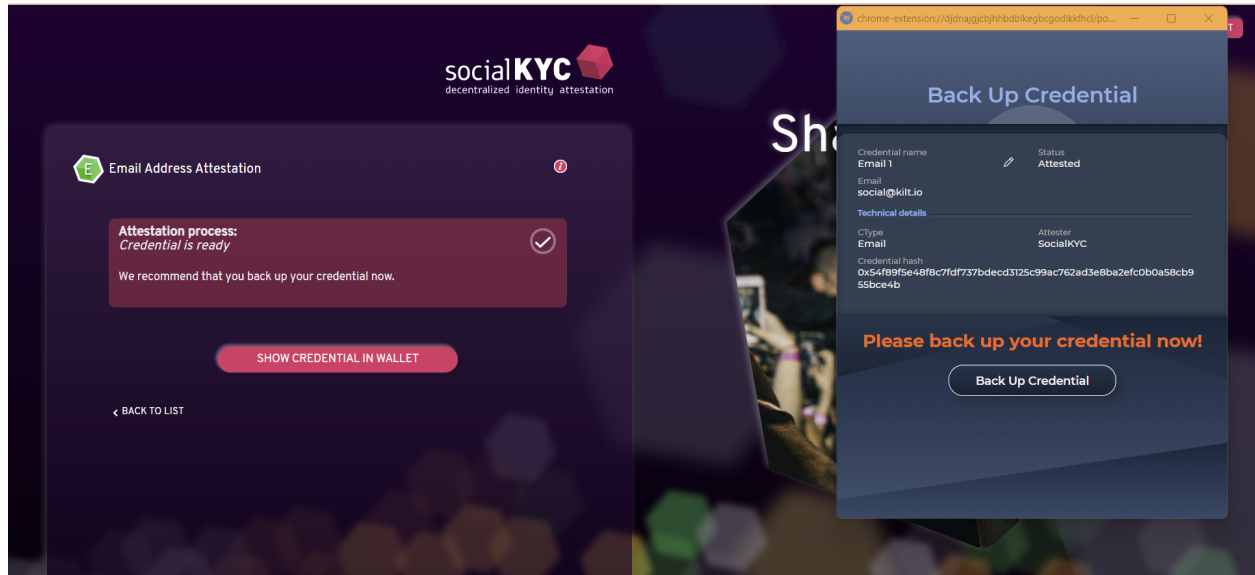 socialKYC
decentralized identity attestation
E
Email Address Attestation
i
Attestation process:
Credential is ready
We recommend that you back up your credential now.
SHOW CREDENTIAL IN WALLET
BACK TO LIST
Sha
T
chrome-extension://djdnajgjcbjhhbdblkegbcgodlkkfhcl/po...
Back Up Credential
Credential name
Status
Email 1
Attested
Email
social@kilt.io
Technical details
CType
Attester
Email
SocialKYC
Credential hash
0x54f89f5e48f8c7fdf737bdecd3125c99ac762ad3e8ba2efc0b0a58cb9
55bce4b
Please back up your credential now!
Back Up Credential